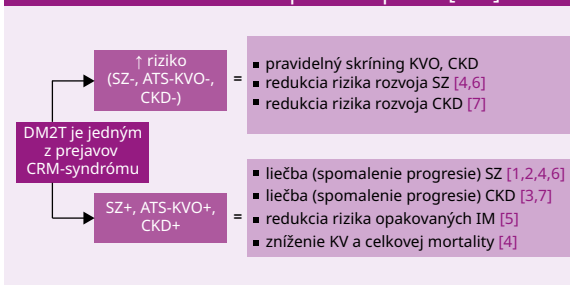 ↑ riziko
(SZ-, ATS-KVO-,
CKD-)
=
▪ pravidelný skríning KVO, CKD
▪ redukcia rizika rozvoja SZ [4,6]
▪ redukcia rizika rozvoja CKD [7]
DM2T je jedným
z prejavov
CRM-syndrómu
SZ+, ATS-KVO+,
CKD+
=
▪ liečba (spomalenie progresie) SZ [1,2,4,6]
▪ liečba (spomalenie progresie) CKD [3,7]
▪ redukcia rizika opakovaných IM [5]
▪ zníženie KV a celkovej mortality [4]